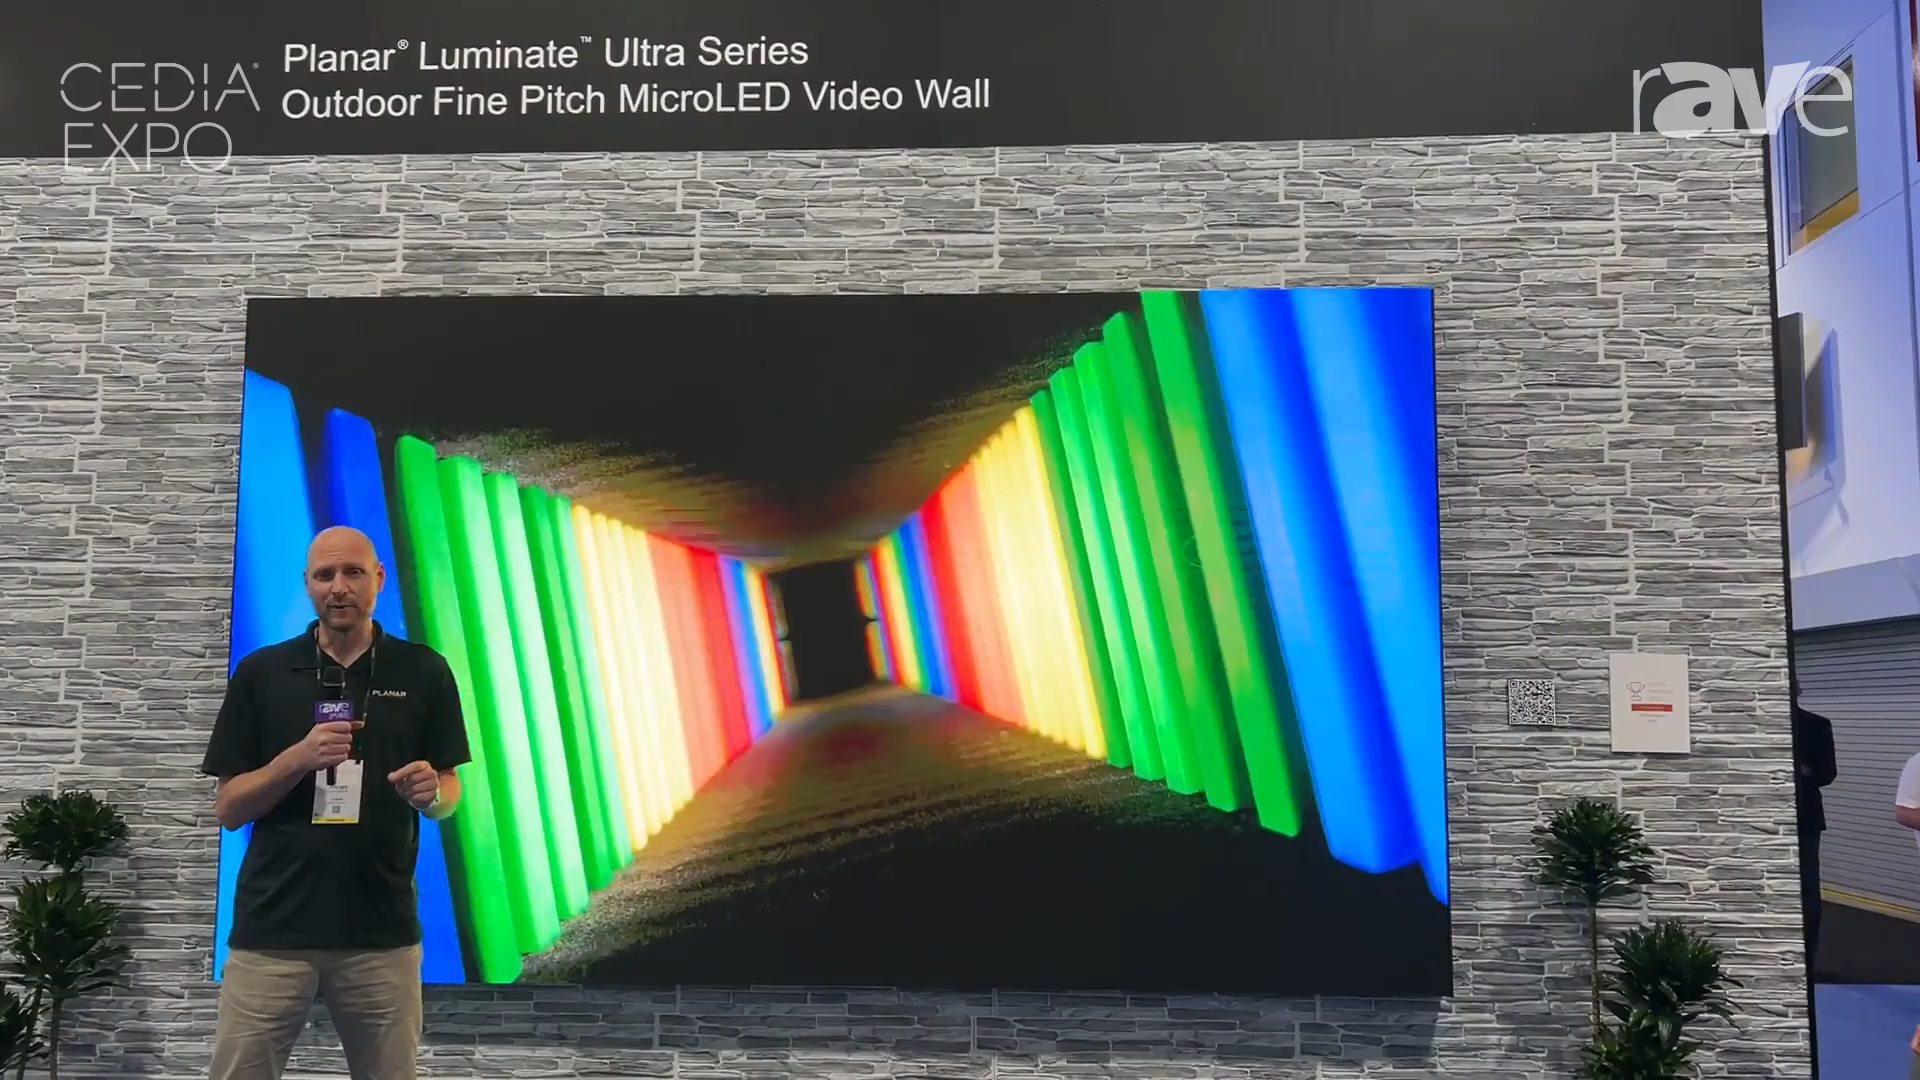 CEDIA®
EXPO
Planar® Luminate™ Ultra Series
Outdoor Fine Pitch MicroLED Video Wall
rave
PLANAR
rave